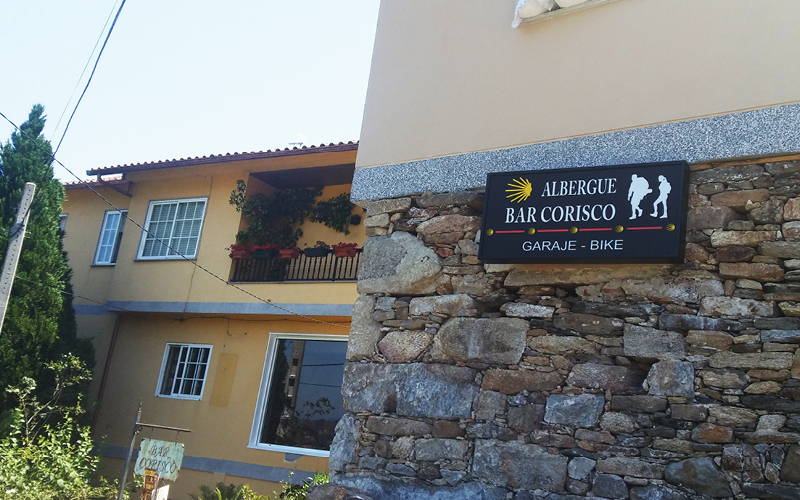 ALBERGUE
BAR CORISCO
GARAJE - BIKE
BAR
CORISCO